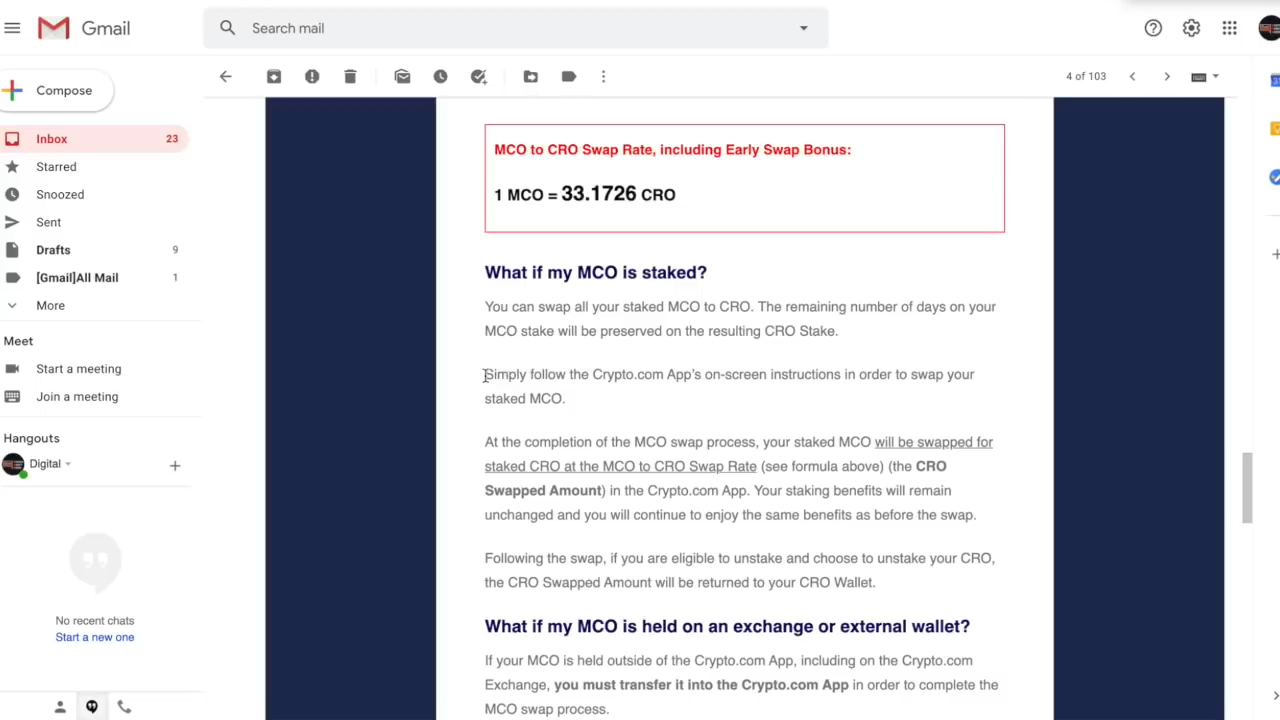 Gmail
Search mail
Compose
4 of 103
Inbox 23
Starred
Snoozed
Sent
Drafts 9
[Gmail]All Mail 1
More
Meet
Start a meeting
Join a meeting
Hangouts
Digital
No recent chats
Start a new one
MCO to CRO Swap Rate, including Early Swap Bonus:
1 MCO = 33.1726 CRO
What if my MCO is staked?
You can swap all your staked MCO to CRO. The remaining number of days on your
MCO stake will be preserved on the resulting CRO Stake.
Simply follow the Crypto.com App's on-screen instructions in order to swap your
staked MCO.
At the completion of the MCO swap process, your staked MCO will be swapped for
staked CRO at the MCO to CRO Swap Rate (see formula above) (the CRO
Swapped Amount) in the Crypto.com App. Your staking benefits will remain
unchanged and you will continue to enjoy the same benefits as before the swap.
Following the swap, if you are eligible to unstake and choose to unstake your CRO,
the CRO Swapped Amount will be returned to your CRO Wallet.
What if my MCO is held on an exchange or external wallet?
If your MCO is held outside of the Crypto.com App, including on the Crypto.com
Exchange, you must transfer it into the Crypto.com App in order to complete the
MCO swap process.